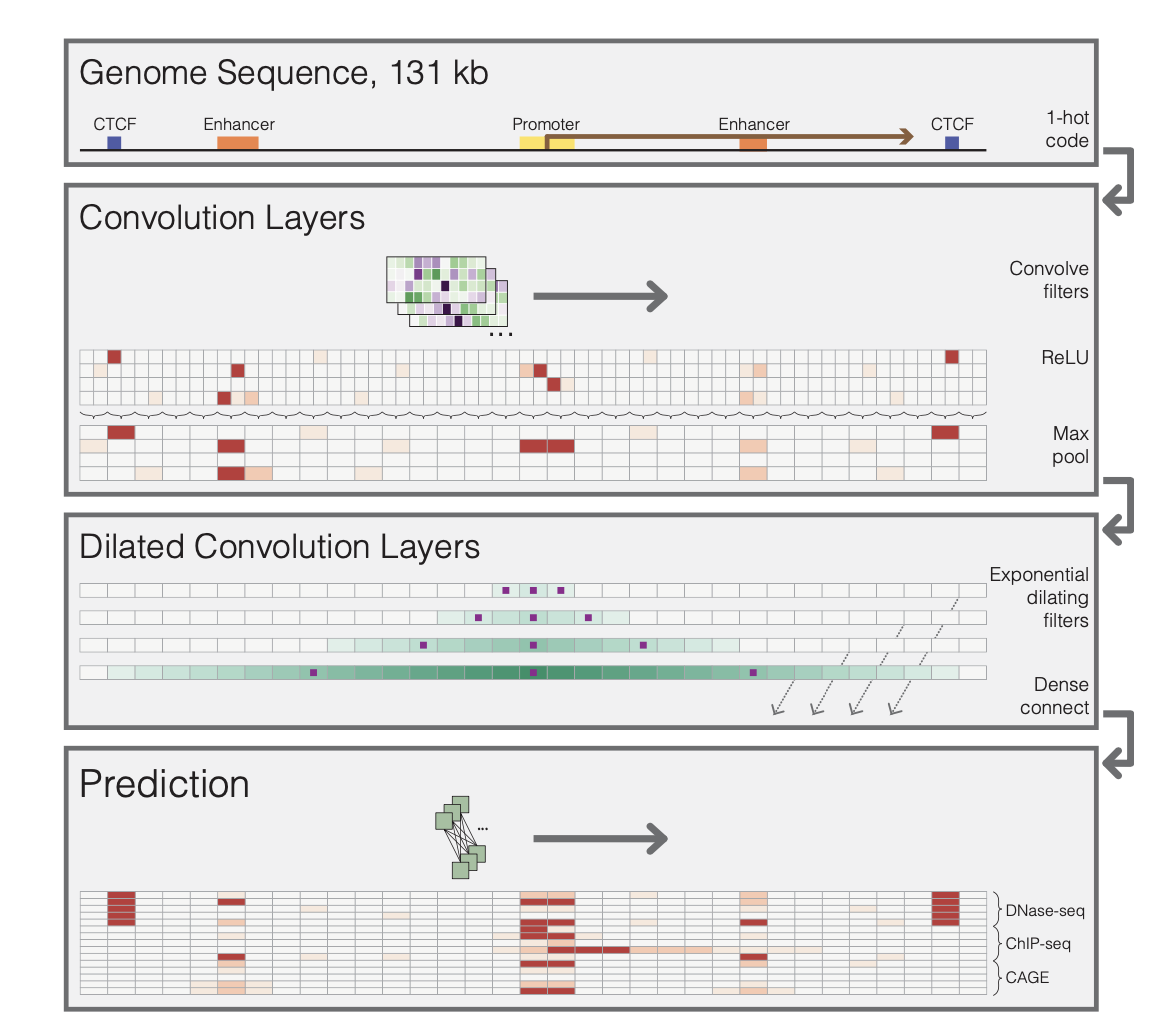 Genome Sequence, 131 kb
CTCF Enhancer Promoter Enhancer CTCF
1-hot
code
Convolution Layers
Convolve
filters
...
ReLU
Max
pool
Dilated Convolution Layers
Exponential
dilating
filters
Dense
connect
Prediction
...
DNase-seq
ChIP-seq
CAGE